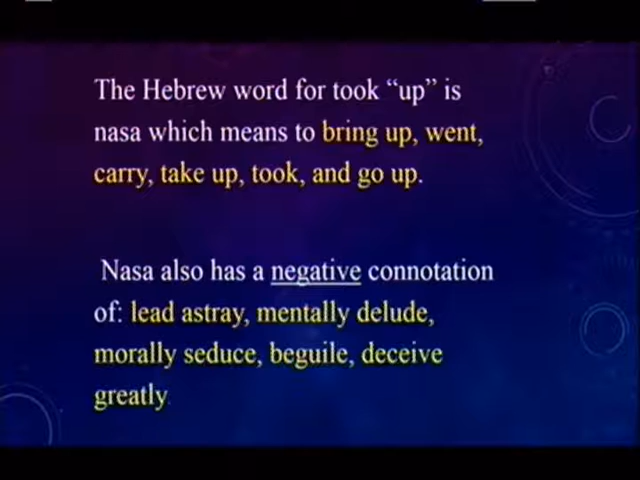 The Hebrew word for took “up” is
nasa which means to bring up, went,
carry, take up, took, and go up.
Nasa also has a negative connotation
of: lead astray, mentally delude,
morally seduce, beguile, deceive
greatly.